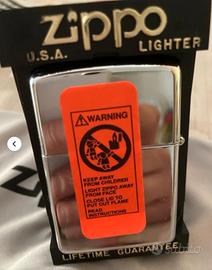 zippo
U.S.A. LIGHTER
WARNING
KEEP AWAY
FROM CHILDREN
LIGHT ZIPPO AWAY
FROM FACE
CLOSE LID TO
PUT OUT FLAME
READ
INSTRUCTIONS
LIFETIME GUARANTEE